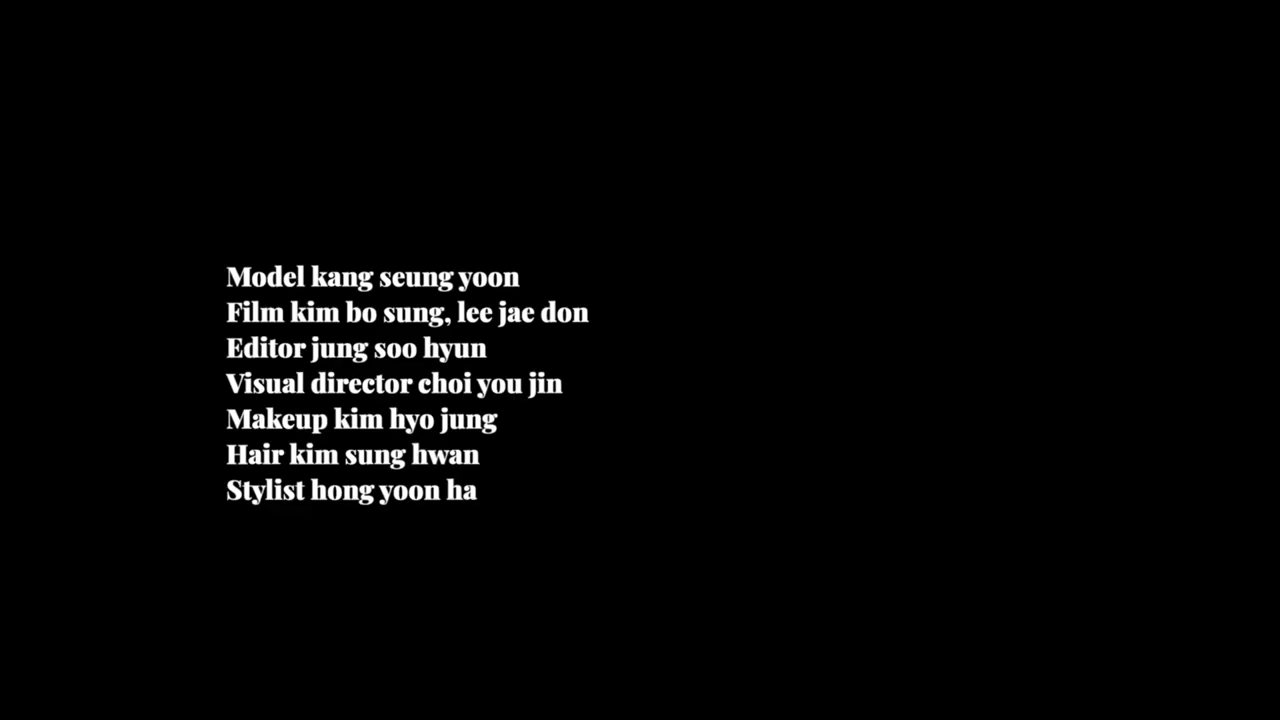 Model kang seung yoon
Film kim bo sung, lee jae don
Editor jung soo hyun
Visual director choi you jin
Makeup kim hyo jung
Hair kim sung hwan
Stylist hong yoon ha